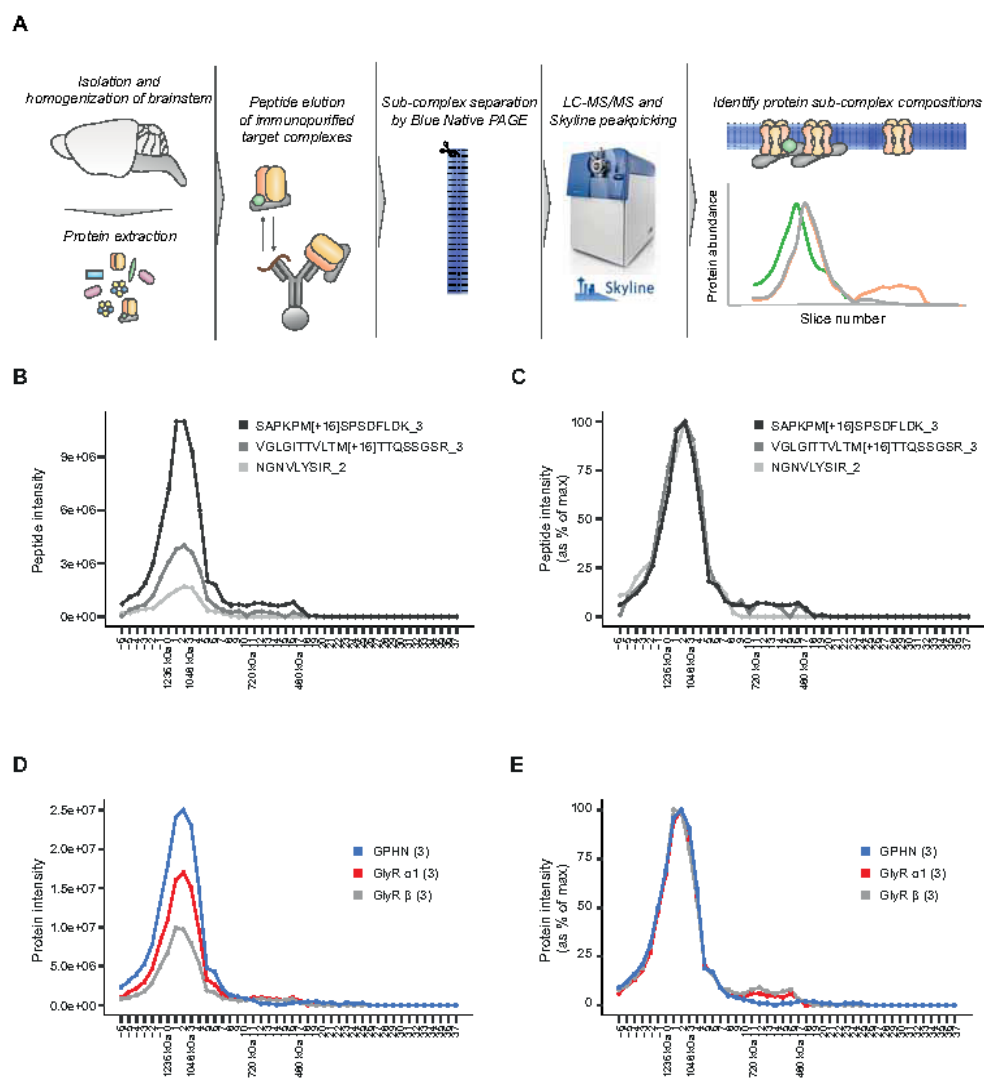 A
Isolation and
homogenization of brainstem
Protein extraction
Peptide elution
of immunopurified
target complexes
Sub-complex separation
by Blue Native PAGE
LC-MS/MS and
Skyline peakpicking
Skyline
Identify protein sub-complex compositions
Protein abundance
Slice number
B
Peptide intensity
9e+06
6e+06
3e+06
0e+00
SAPKPM[+16]SPSDFLDK_3
VGLGITTVLTM[+16]TTQSSGSR_3
NGNVLYSIR_2
1236 kDa
1048 kDa
720 kDa
480 kDa
C
Peptide intensity
(as % of max)
100
75
50
25
0
SAPKPM[+16]SPSDFLDK_3
VGLGITTVLTM[+16]TTQSSGSR_3
NGNVLYSIR_2
1236 kDa
1048 kDa
720 kDa
480 kDa
D
Protein intensity
2.5e+07
2.0e+07
1.5e+07
1.0e+07
5.0e+06
0.0e+00
GPHN (3)
GlyR α1 (3)
GlyR β (3)
1236 kDa
1048 kDa
720 kDa
480 kDa
E
Protein intensity
(as % of max)
100
75
50
25
0
GPHN (3)
GlyR α1 (3)
GlyR β (3)
1236 kDa
1048 kDa
720 kDa
480 kDa